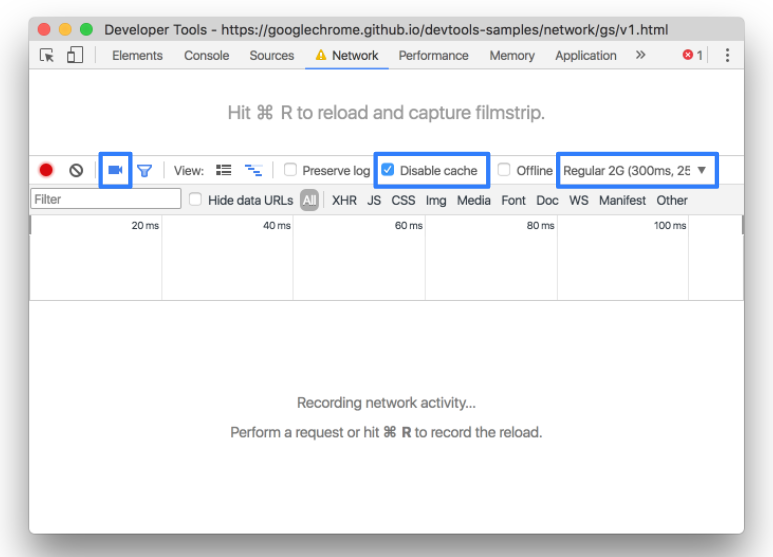 Developer Tools - https://googlechrome.github.io/devtools-samples/network/gs/v1.html
Elements Console Sources Network Performance Memory Application » 1
Hit ⌘ R to reload and capture filmstrip.
View: Preserve log Disable cache Offline Regular 2G (300ms, 25
Filter Hide data URLs All XHR JS CSS Img Media Font Doc WS Manifest Other
20 ms 40 ms 60 ms 80 ms 100 ms
Recording network activity...
Perform a request or hit ⌘ R to record the reload.